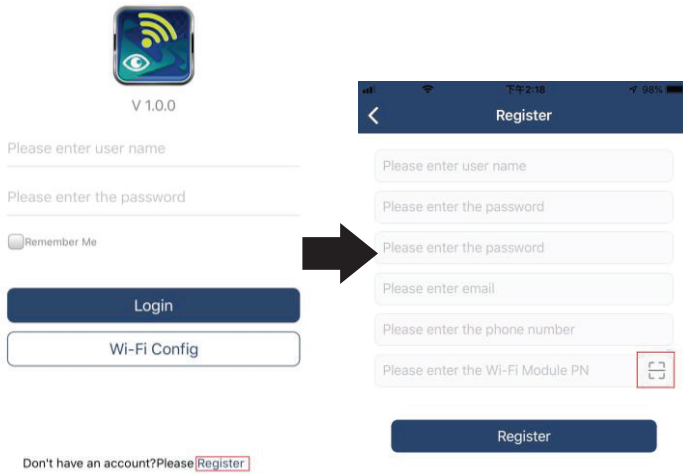 V 1.0.0
Please enter user name
Please enter the password
Remember Me
Login
Wi-Fi Config
Don't have an account?Please Register
下午2:18
98%
Register
Please enter user name
Please enter the password
Please enter the password
Please enter email
Please enter the phone number
Please enter the Wi-Fi Module PN
Register